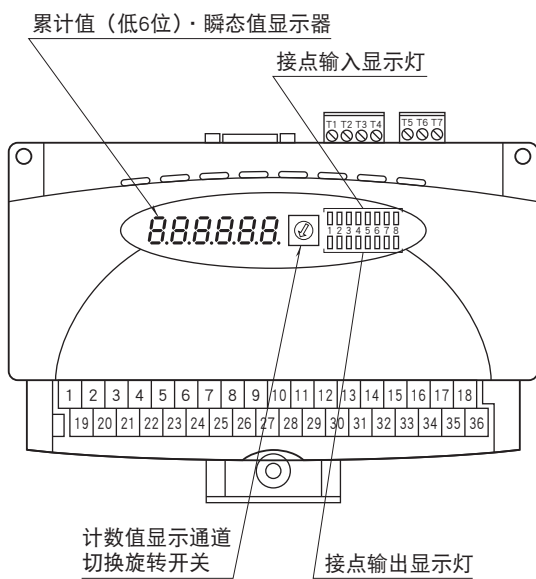 累计值（低6位）·瞬态值显示器
接点输入显示灯
T1 T2 T3 T4 T5 T6 T7
8.8.8.8.8.8.
1 2 3 4 5 6 7 8
1 2 3 4 5 6 7 8 9 10 11 12 13 14 15 16 17 18
19 20 21 22 23 24 25 26 27 28 29 30 31 32 33 34 35 36
计数值显示通道
切换旋转开关
接点输出显示灯